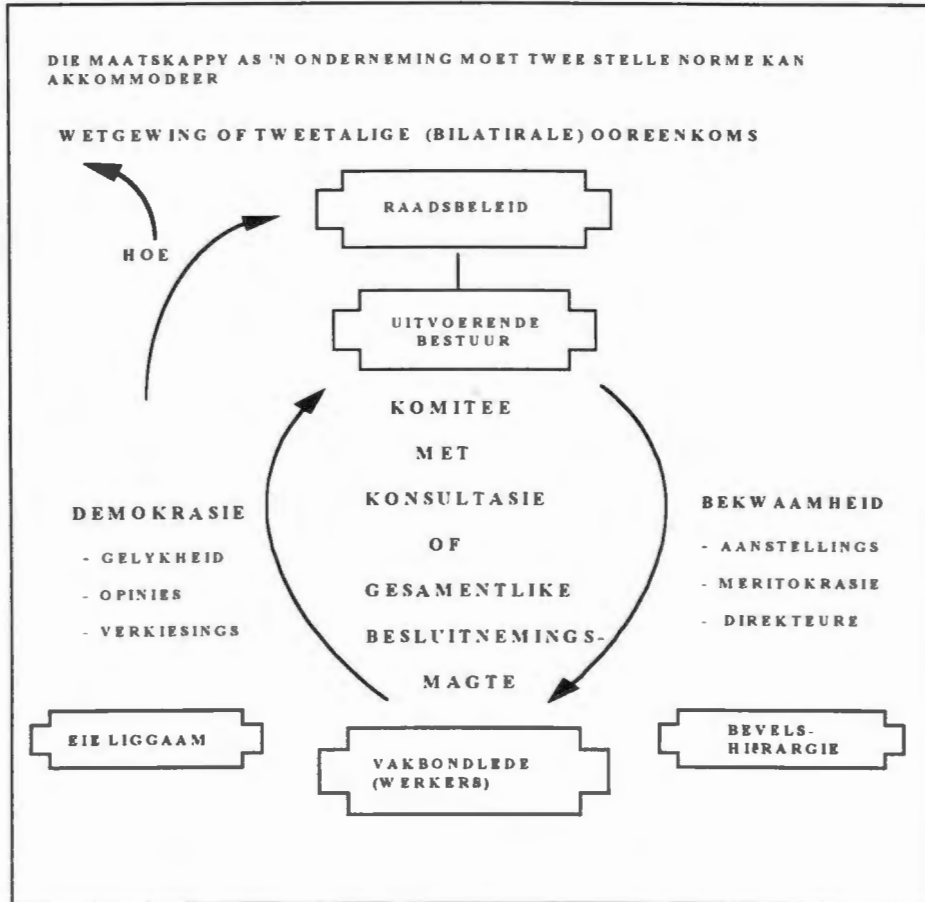 DIE MAATSKAPPY AS 'N ONDERNEMING MOET TWEE STELLE NORME KAN
AKKOMMODEER
WETGEWING OF TWEETALIGE (BILATIRALE) OOREENKOMS
RAADSBELEID
HOE
UITVOERENDE
BESTUUR
KOMITEE
MET
KONSULTASIE
OF
GESAMENTLIKE
BESLUITNEMINGS-
MAGTE
DEMOKRASIE
- GELYKHEID
- OPINIES
- VERKIESINGS
BEKWAAMHEID
- AANSTELLINGS
- MERITOKRASIE
- DIREKTEURE
EIE LIGGAAM
VAKBONDLEDE
(WERKERS)
BEVELS-
HIERARGIE